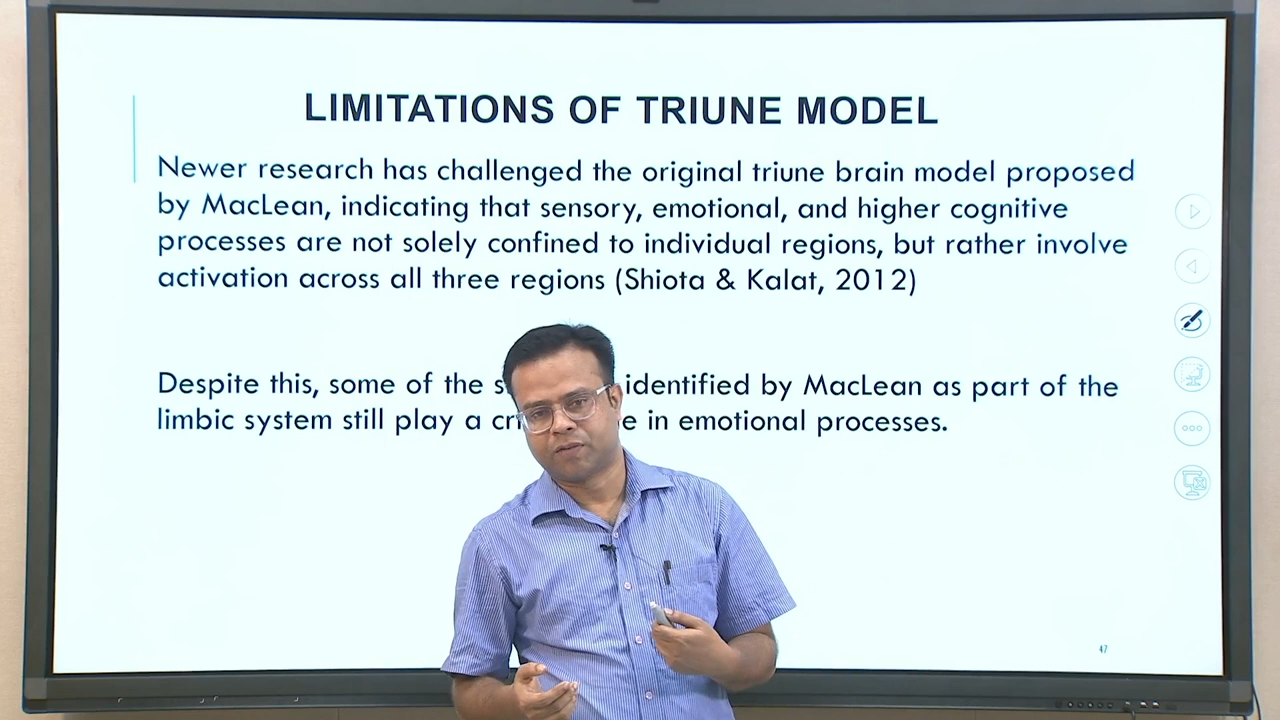 LIMITATIONS OF TRIUNE MODEL
Newer research has challenged the original triune brain model proposed
by MacLean, indicating that sensory, emotional, and higher cognitive
processes are not solely confined to individual regions, but rather involve
activation across all three regions (Shiota & Kalat, 2012)
Despite this, some of the identified by MacLean as part of the
limbic system still play a in emotional processes.
47